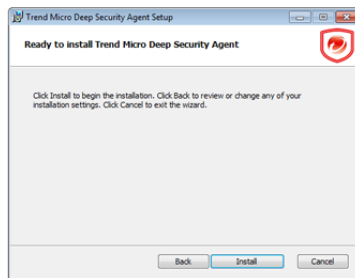 Trend Micro Deep Security Agent Setup
Ready to install Trend Micro Deep Security Agent
Click Install to begin the installation. Click Back to review or change any of your
installation settings. Click Cancel to exit the wizard.
Back Install Cancel